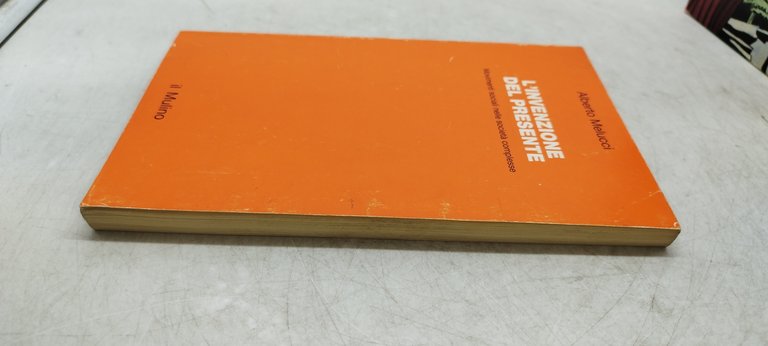 Alberto Melucci
L'INVENZIONE
DEL PRESENTE
Movimenti sociali nelle società complesse
il Mulino